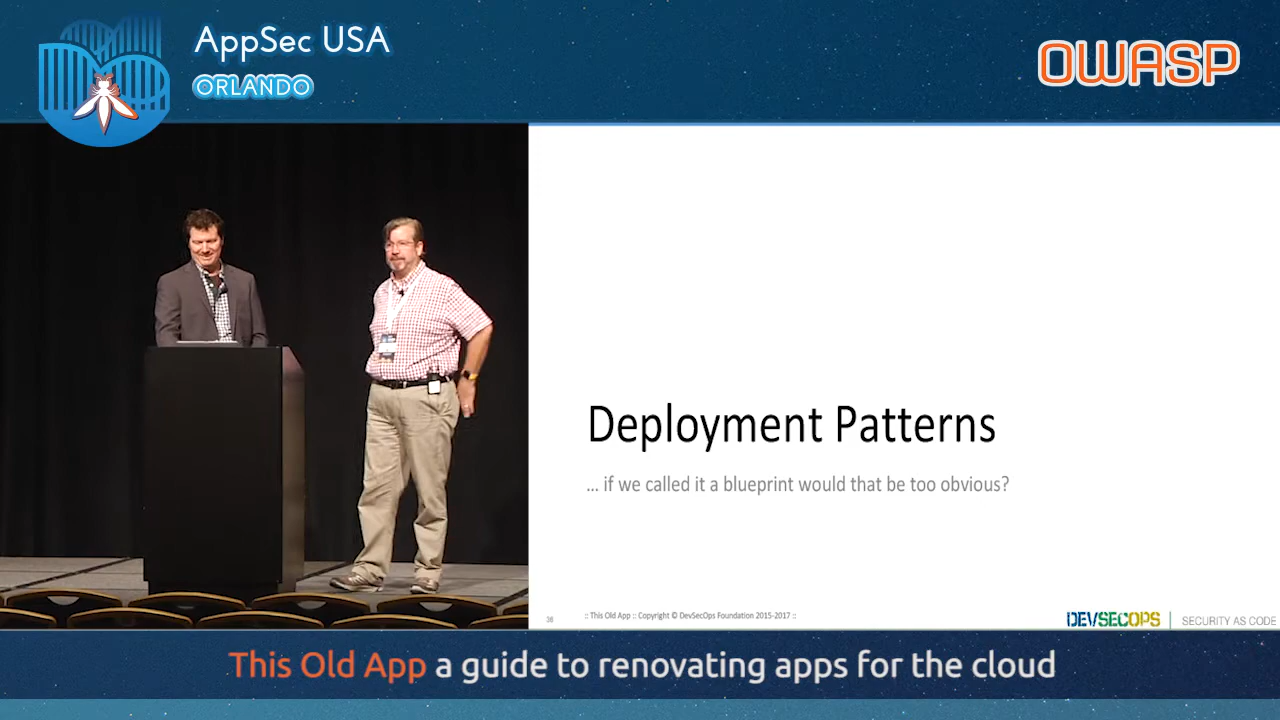 AppSec USA
ORLANDO
OWASP
Deployment Patterns
... if we called it a blueprint would that be too obvious?
38
:: This Old App :: Copyright © DevSecOps Foundation 2015-2017 ::
DEVSECOPS | SECURITY AS CODE
This Old App a guide to renovating apps for the cloud